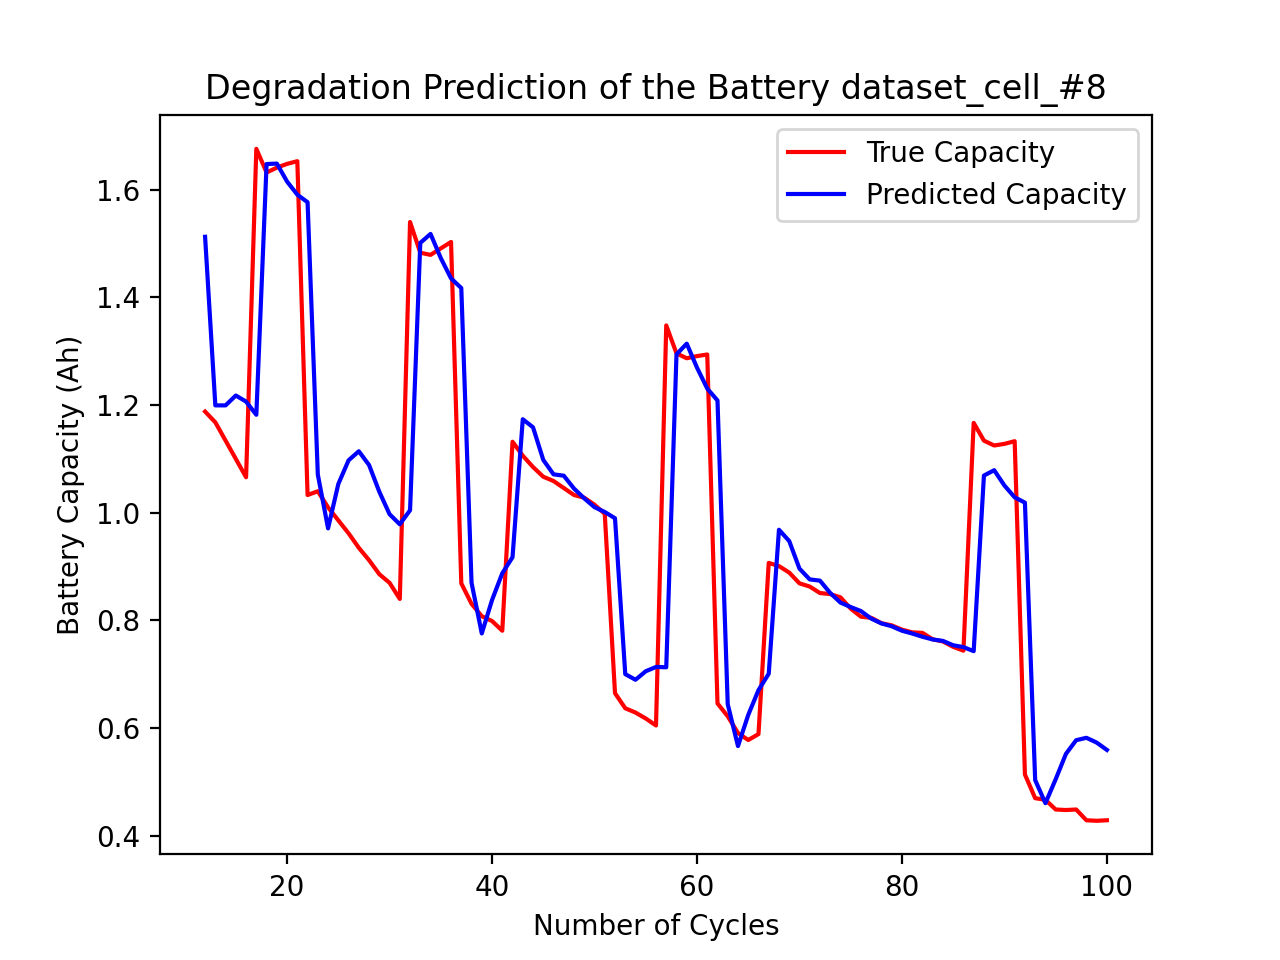 Degradation Prediction of the Battery dataset_cell_#8
True Capacity
Predicted Capacity
Battery Capacity (Ah)
1.6
1.4
1.2
1.0
0.8
0.6
0.4
20 40 60 80 100
Number of Cycles